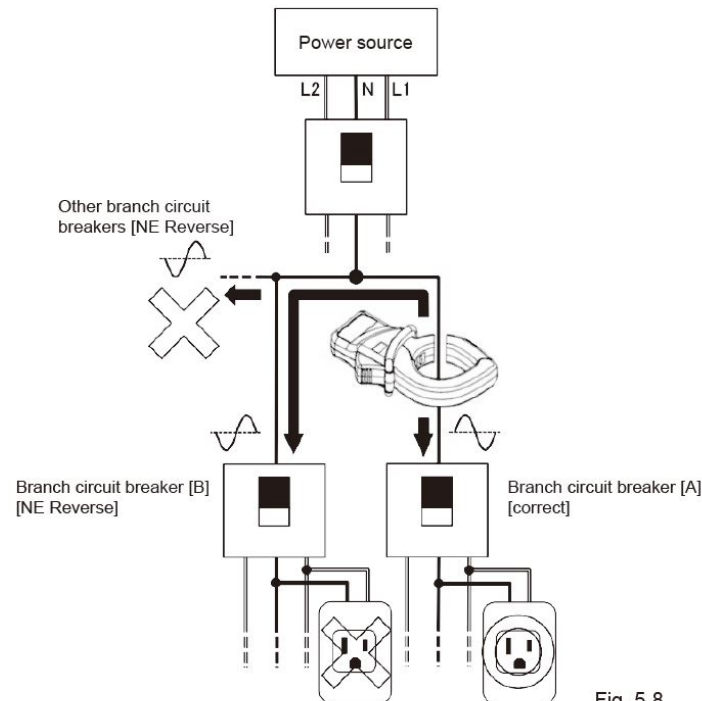 Power source
L2 N L1
Other branch circuit
breakers [NE Reverse]
Branch circuit breaker [B]
[NE Reverse]
Branch circuit breaker [A]
[correct]
Fig. 5-8